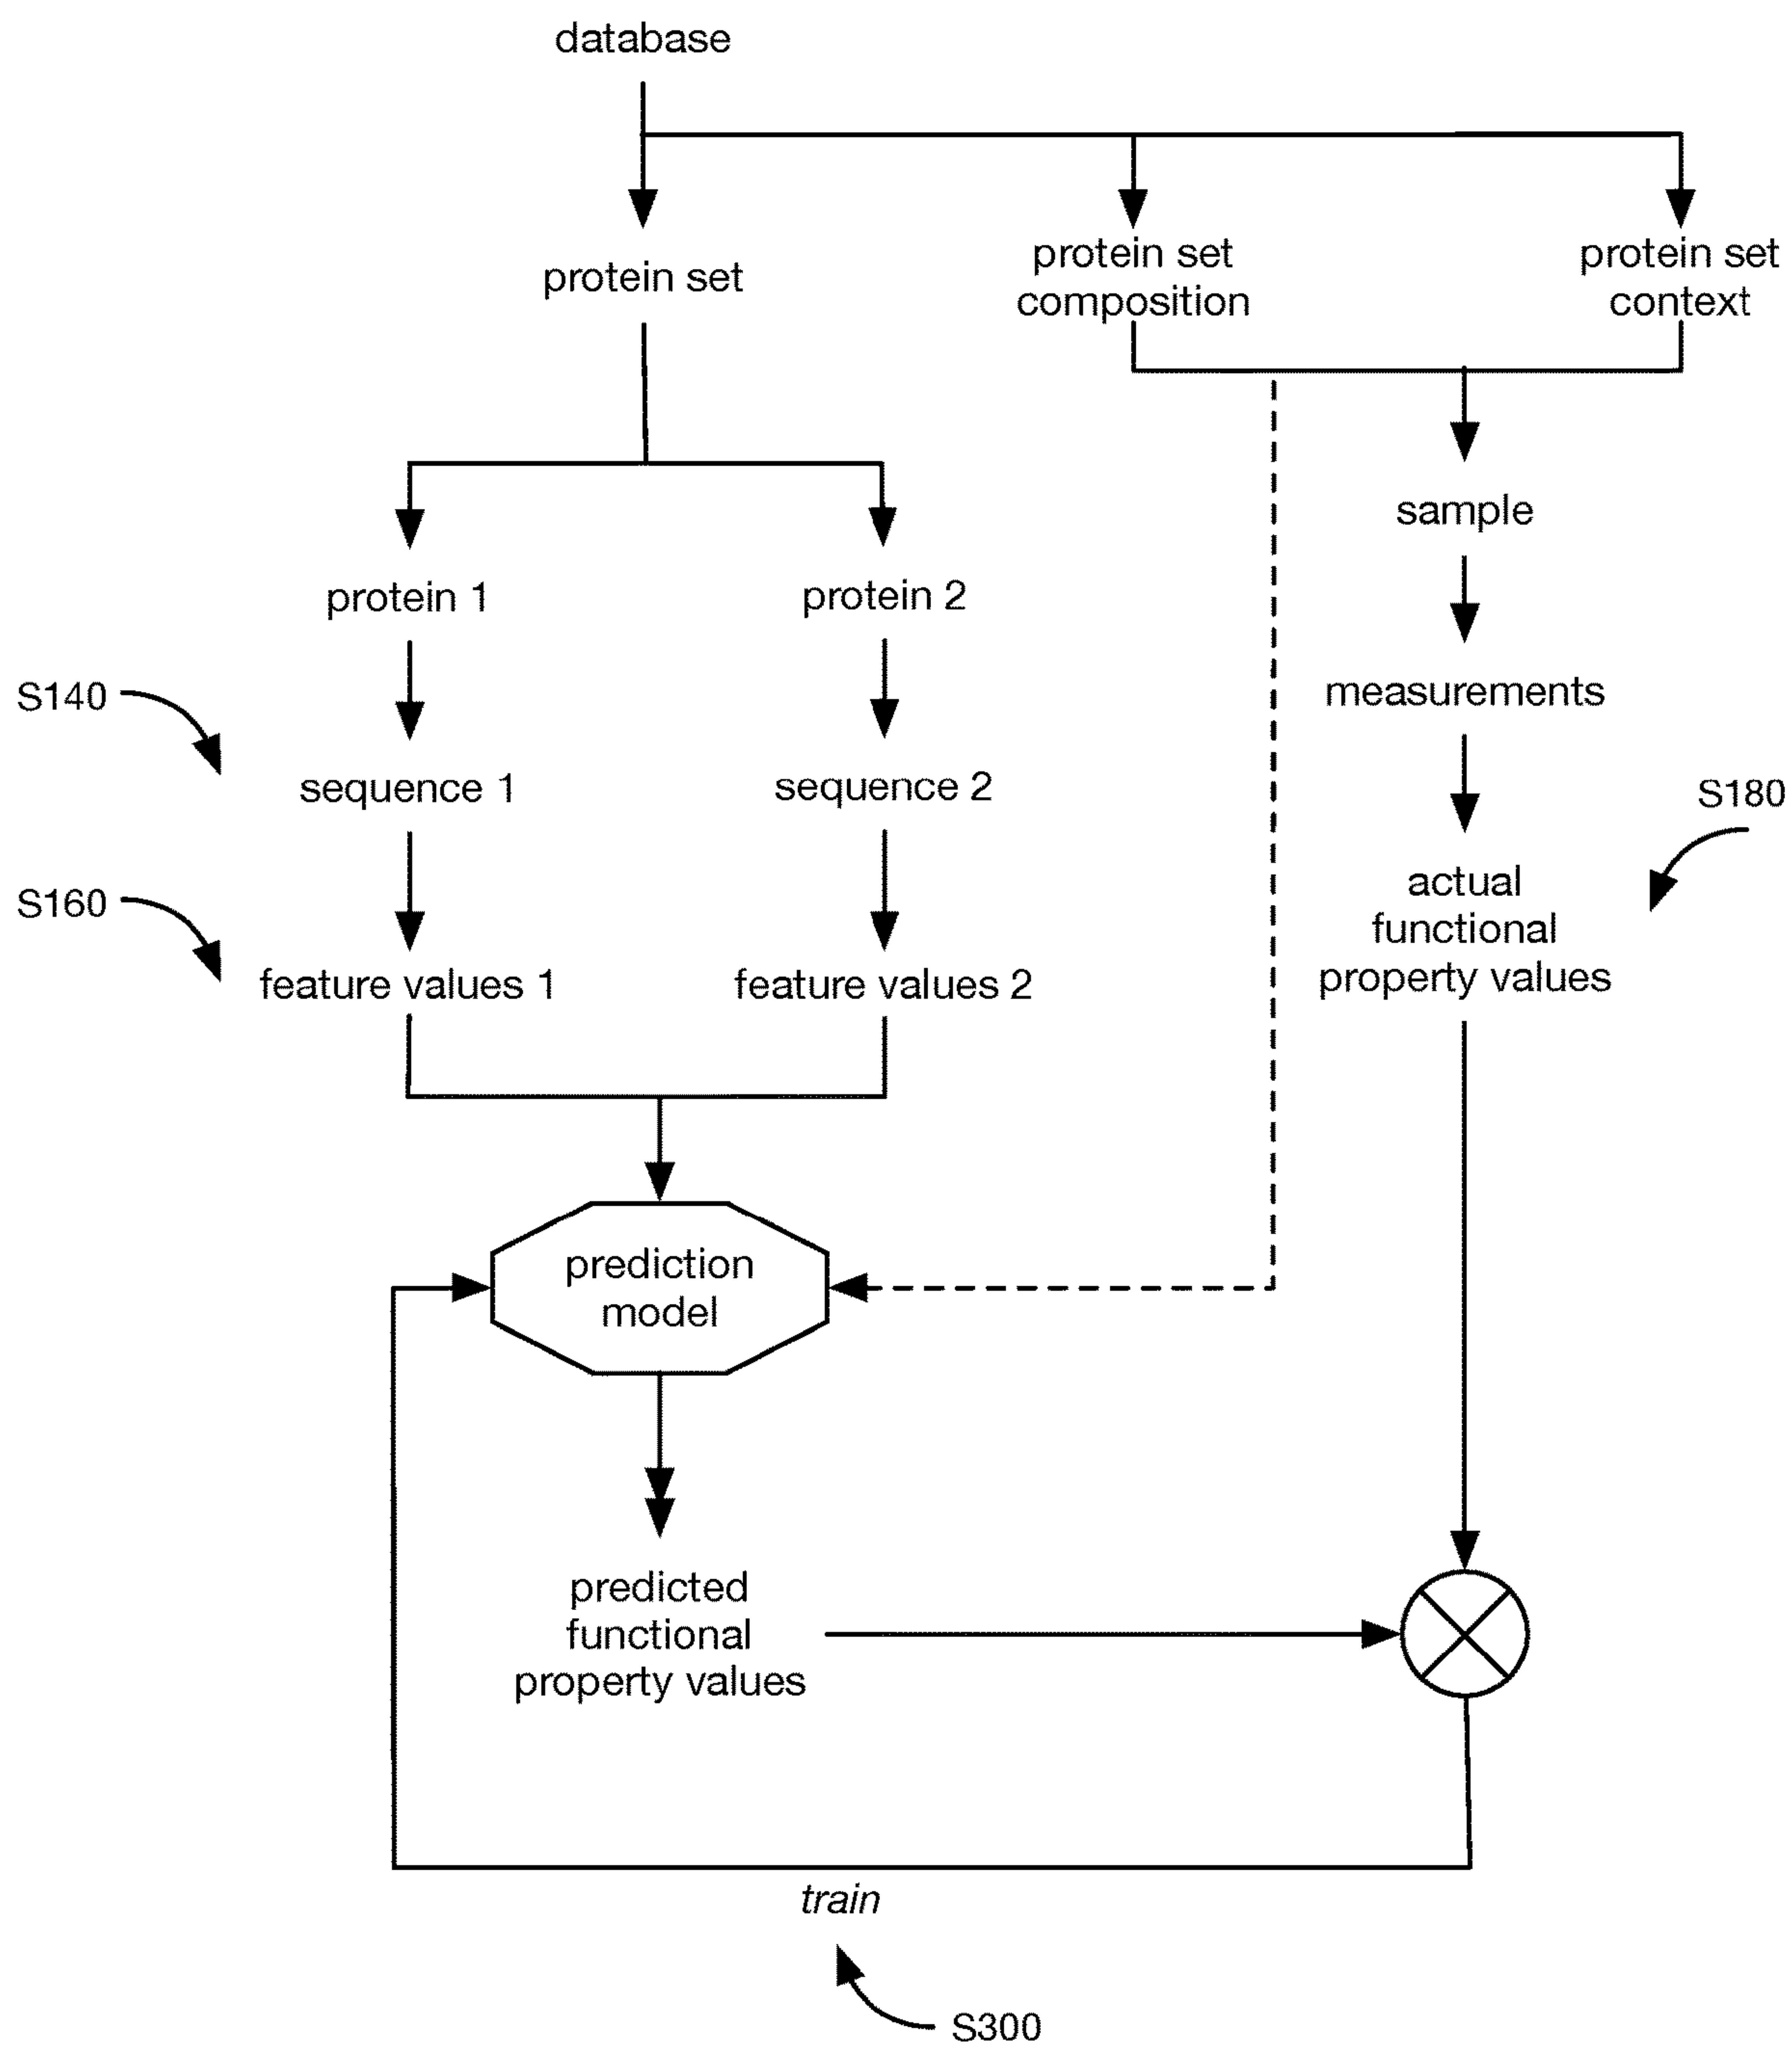 database
protein set
protein set
composition
protein set
context
sample
protein 1
protein 2
S140
measurements
sequence 1
sequence 2
S180
S160
actual
functional
property values
feature values 1
feature values 2
prediction
model
predicted
functional
property values
train
S300